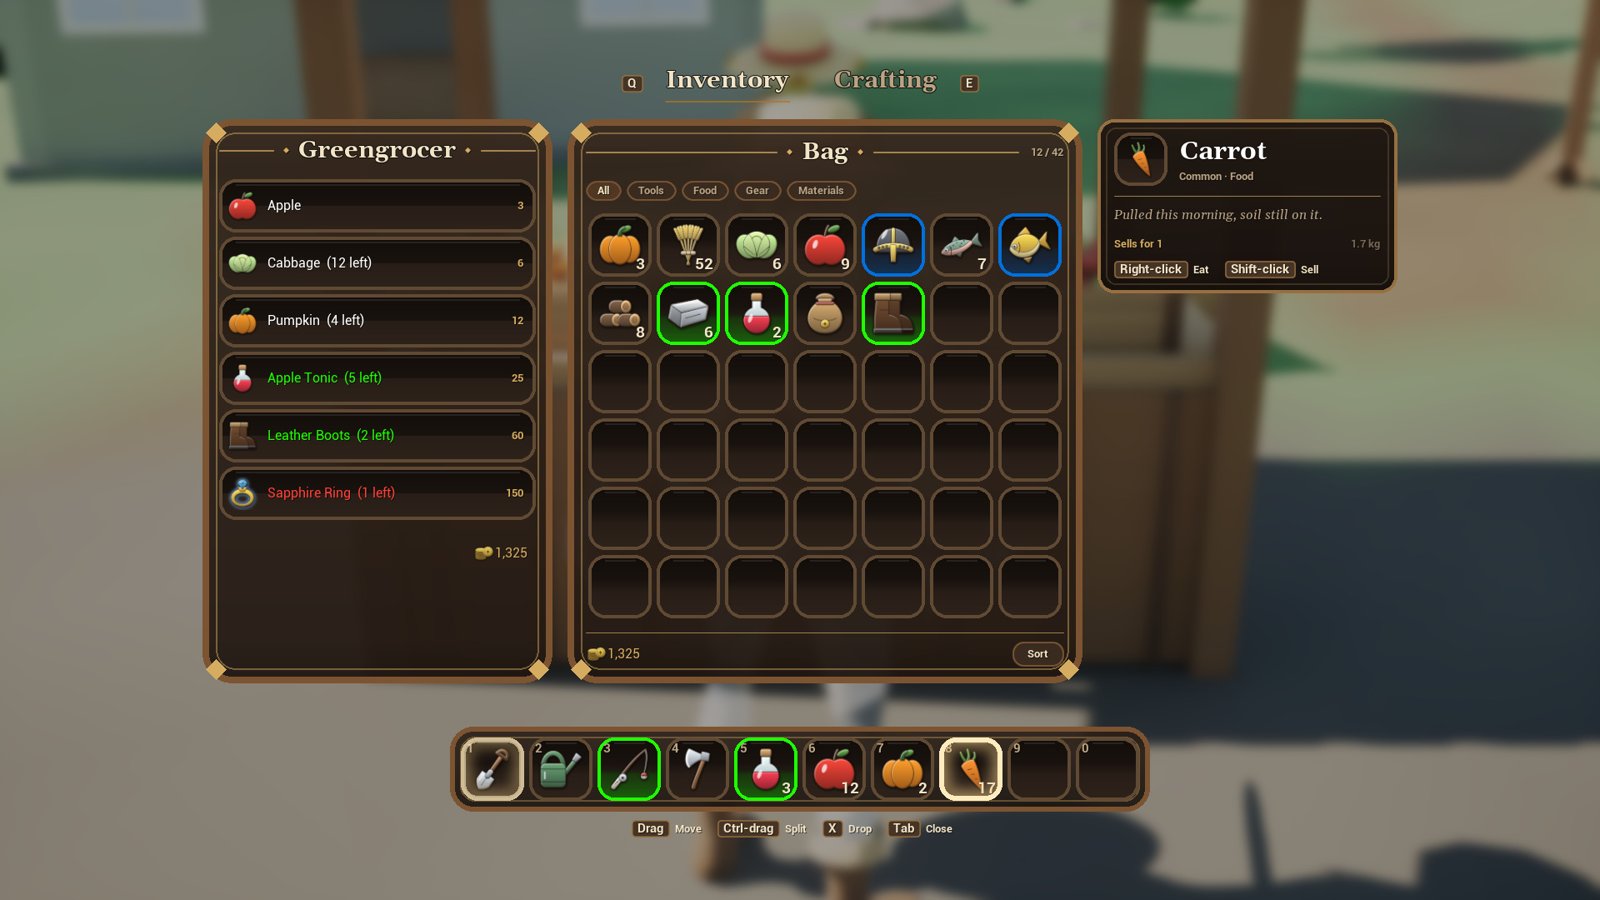 Q Inventory Crafting E
Greengrocer
Apple 3
Cabbage (12 left) 6
Pumpkin (4 left) 12
Apple Tonic (5 left) 25
Leather Boots (2 left) 60
Sapphire Ring (1 left) 150
1,325
Bag 12 / 42
All Tools Food Gear Materials
3 52 6 9 7
8 6 2
1,325 Sort
Carrot
Common · Food
Pulled this morning, soil still on it.
Sells for 1 1.7 kg
Right-click Eat Shift-click Sell
1 2 3 4 5 6 7 8 9 0
3 12 2 17
Drag Move Ctrl-drag Split X Drop Tab Close